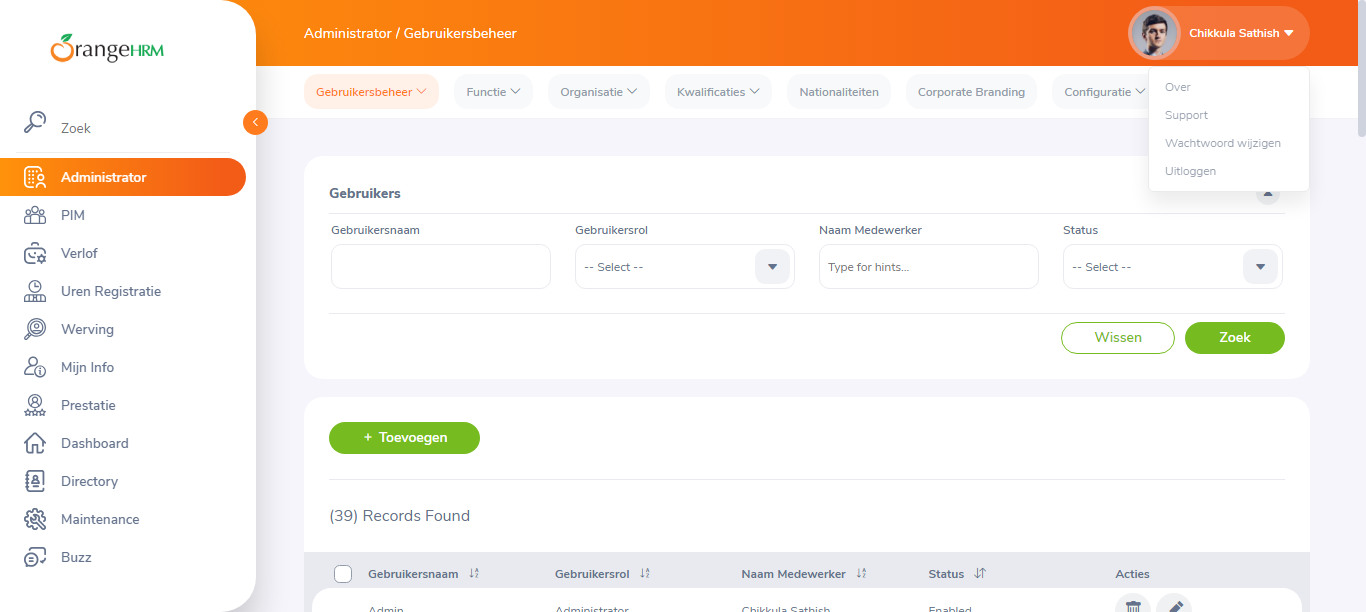 OrangeHRM
Administrator / Gebruikersbeheer
Chikkula Sathish
Over
Support
Wachtwoord wijzigen
Uitloggen
Zoek
Administrator
PIM
Verlof
Uren Registratie
Werving
Mijn Info
Prestatie
Dashboard
Directory
Maintenance
Buzz
Gebruikersbeheer Functie Organisatie Kwalificaties Nationaliteiten Corporate Branding Configuratie
Gebruikers
Gebruikersnaam Gebruikersrol Naam Medewerker Status
-- Select -- Type for hints... -- Select --
Wissen Zoek
+ Toevoegen
(39) Records Found
Gebruikersnaam Gebruikersrol Naam Medewerker Status Acties
Admin Administrator Chikkula Sathish Enabled